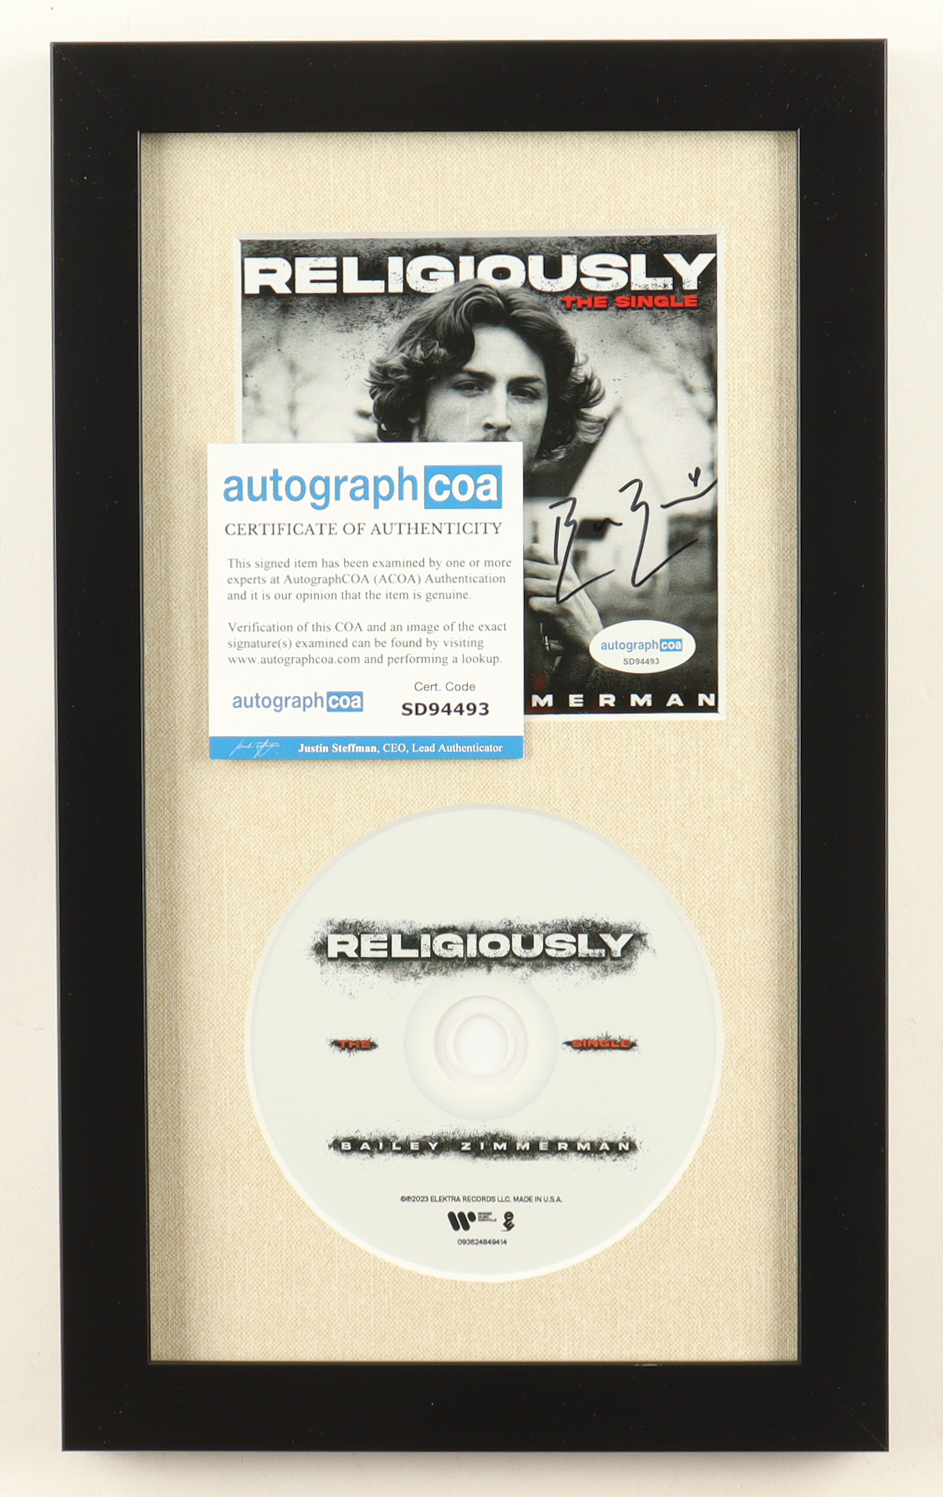 RELIGIOUSLY
THE SINGLE
autographcoa
CERTIFICATE OF AUTHENTICITY
This signed item has been examined by one or more
experts at AutographCOA (ACOA) Authentication
and it is our opinion that the item is genuine.
Verification of this COA and an image of the exact
signature(s) examined can be found by visiting
www.autographcoa.com and performing a lookup.
autographcoa
Cert. Code
SD94493
Justin Steffman, CEO, Lead Authenticator
autographcoa
SD94493
MMERMAN
RELIGIOUSLY
THE SINGLE
BAILEY ZIMMERMAN
©℗2023 ELEKTRA RECORDS LLC. MADE IN U.S.A.
093624849414